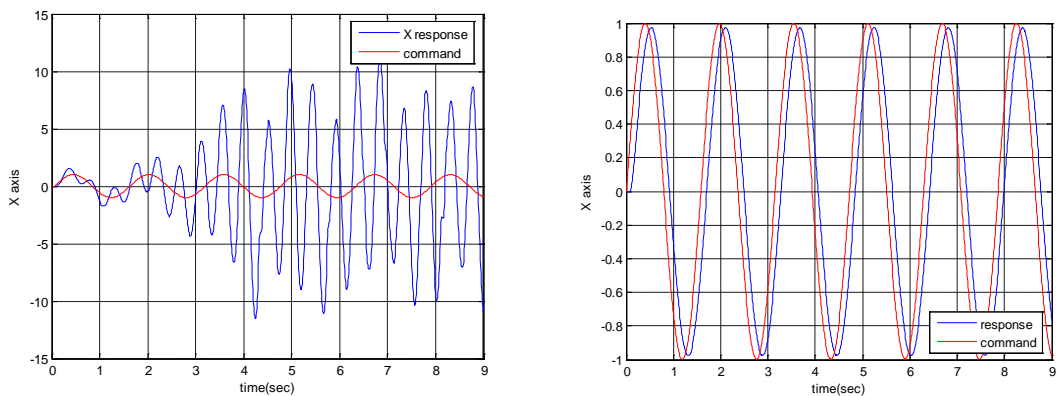 X response
command
15
10
5
0
-5
-10
-15
X axis
0 1 2 3 4 5 6 7 8 9
time(sec)
1
0.8
0.6
0.4
0.2
0
-0.2
-0.4
-0.6
-0.8
-1
X axis
response
command
0 1 2 3 4 5 6 7 8 9
time(sec)